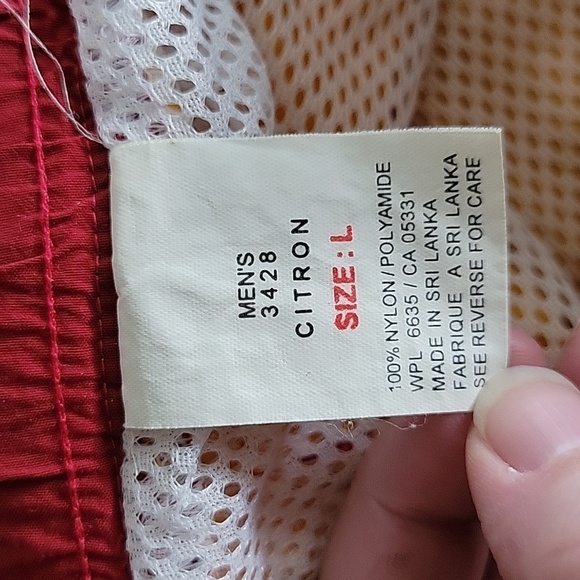 MEN'S
3428
CITRON
SIZE: L
100% NYLON / POLYAMIDE
WPL 6635 / CA 05331
MADE IN SRI LANKA
FABRIQUE A SRI LANKA
SEE REVERSE FOR CARE